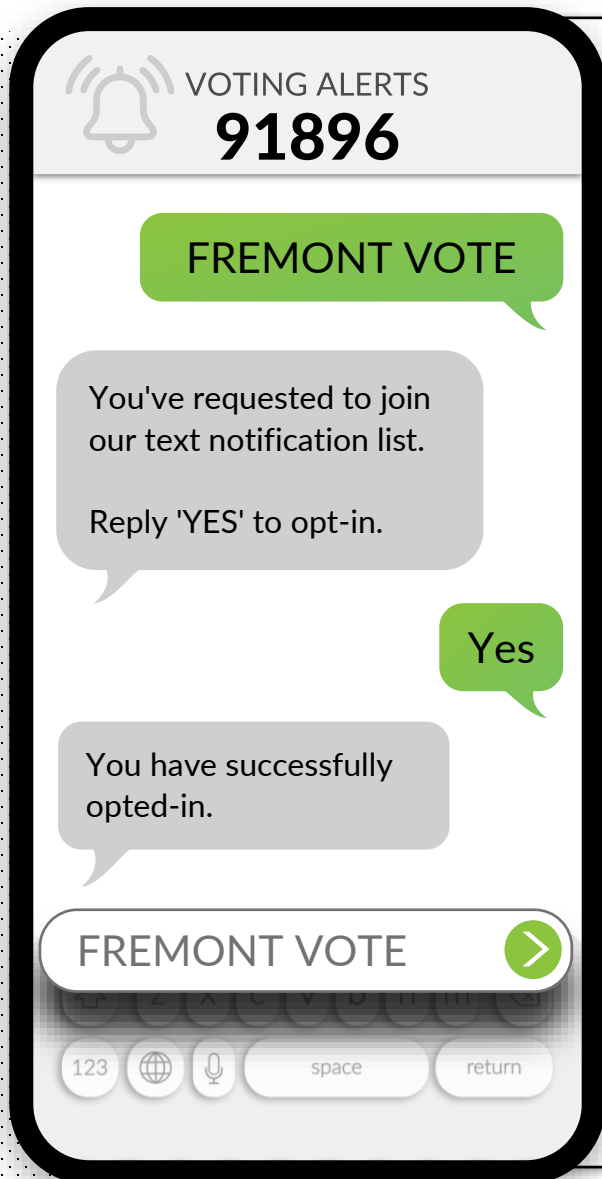 VOTING ALERTS
91896
FREMONT VOTE
You've requested to join
our text notification list.
Reply 'YES' to opt-in.
Yes
You have successfully
opted-in.
FREMONT VOTE
z x c v b n m
123 space return